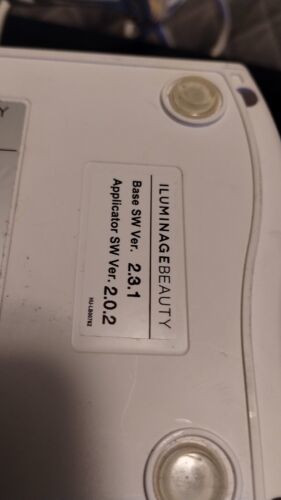 ILUMINAGEBEAUTY
Base SW Ver. 2.3.1
Applicator SW Ver. 2.0.2
Y